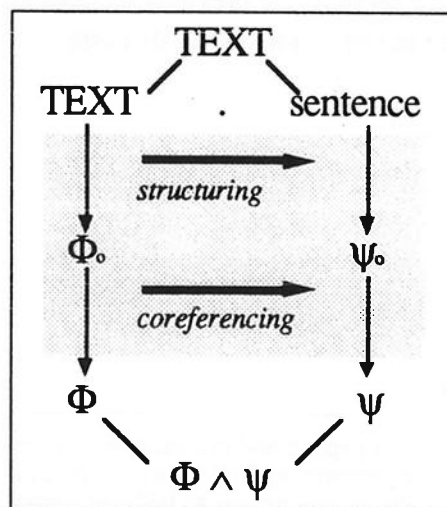 TEXT
TEXT . sentence
structuring
Φ₀ Ψ₀
coreferencing
Φ Ψ
Φ ∧ Ψ